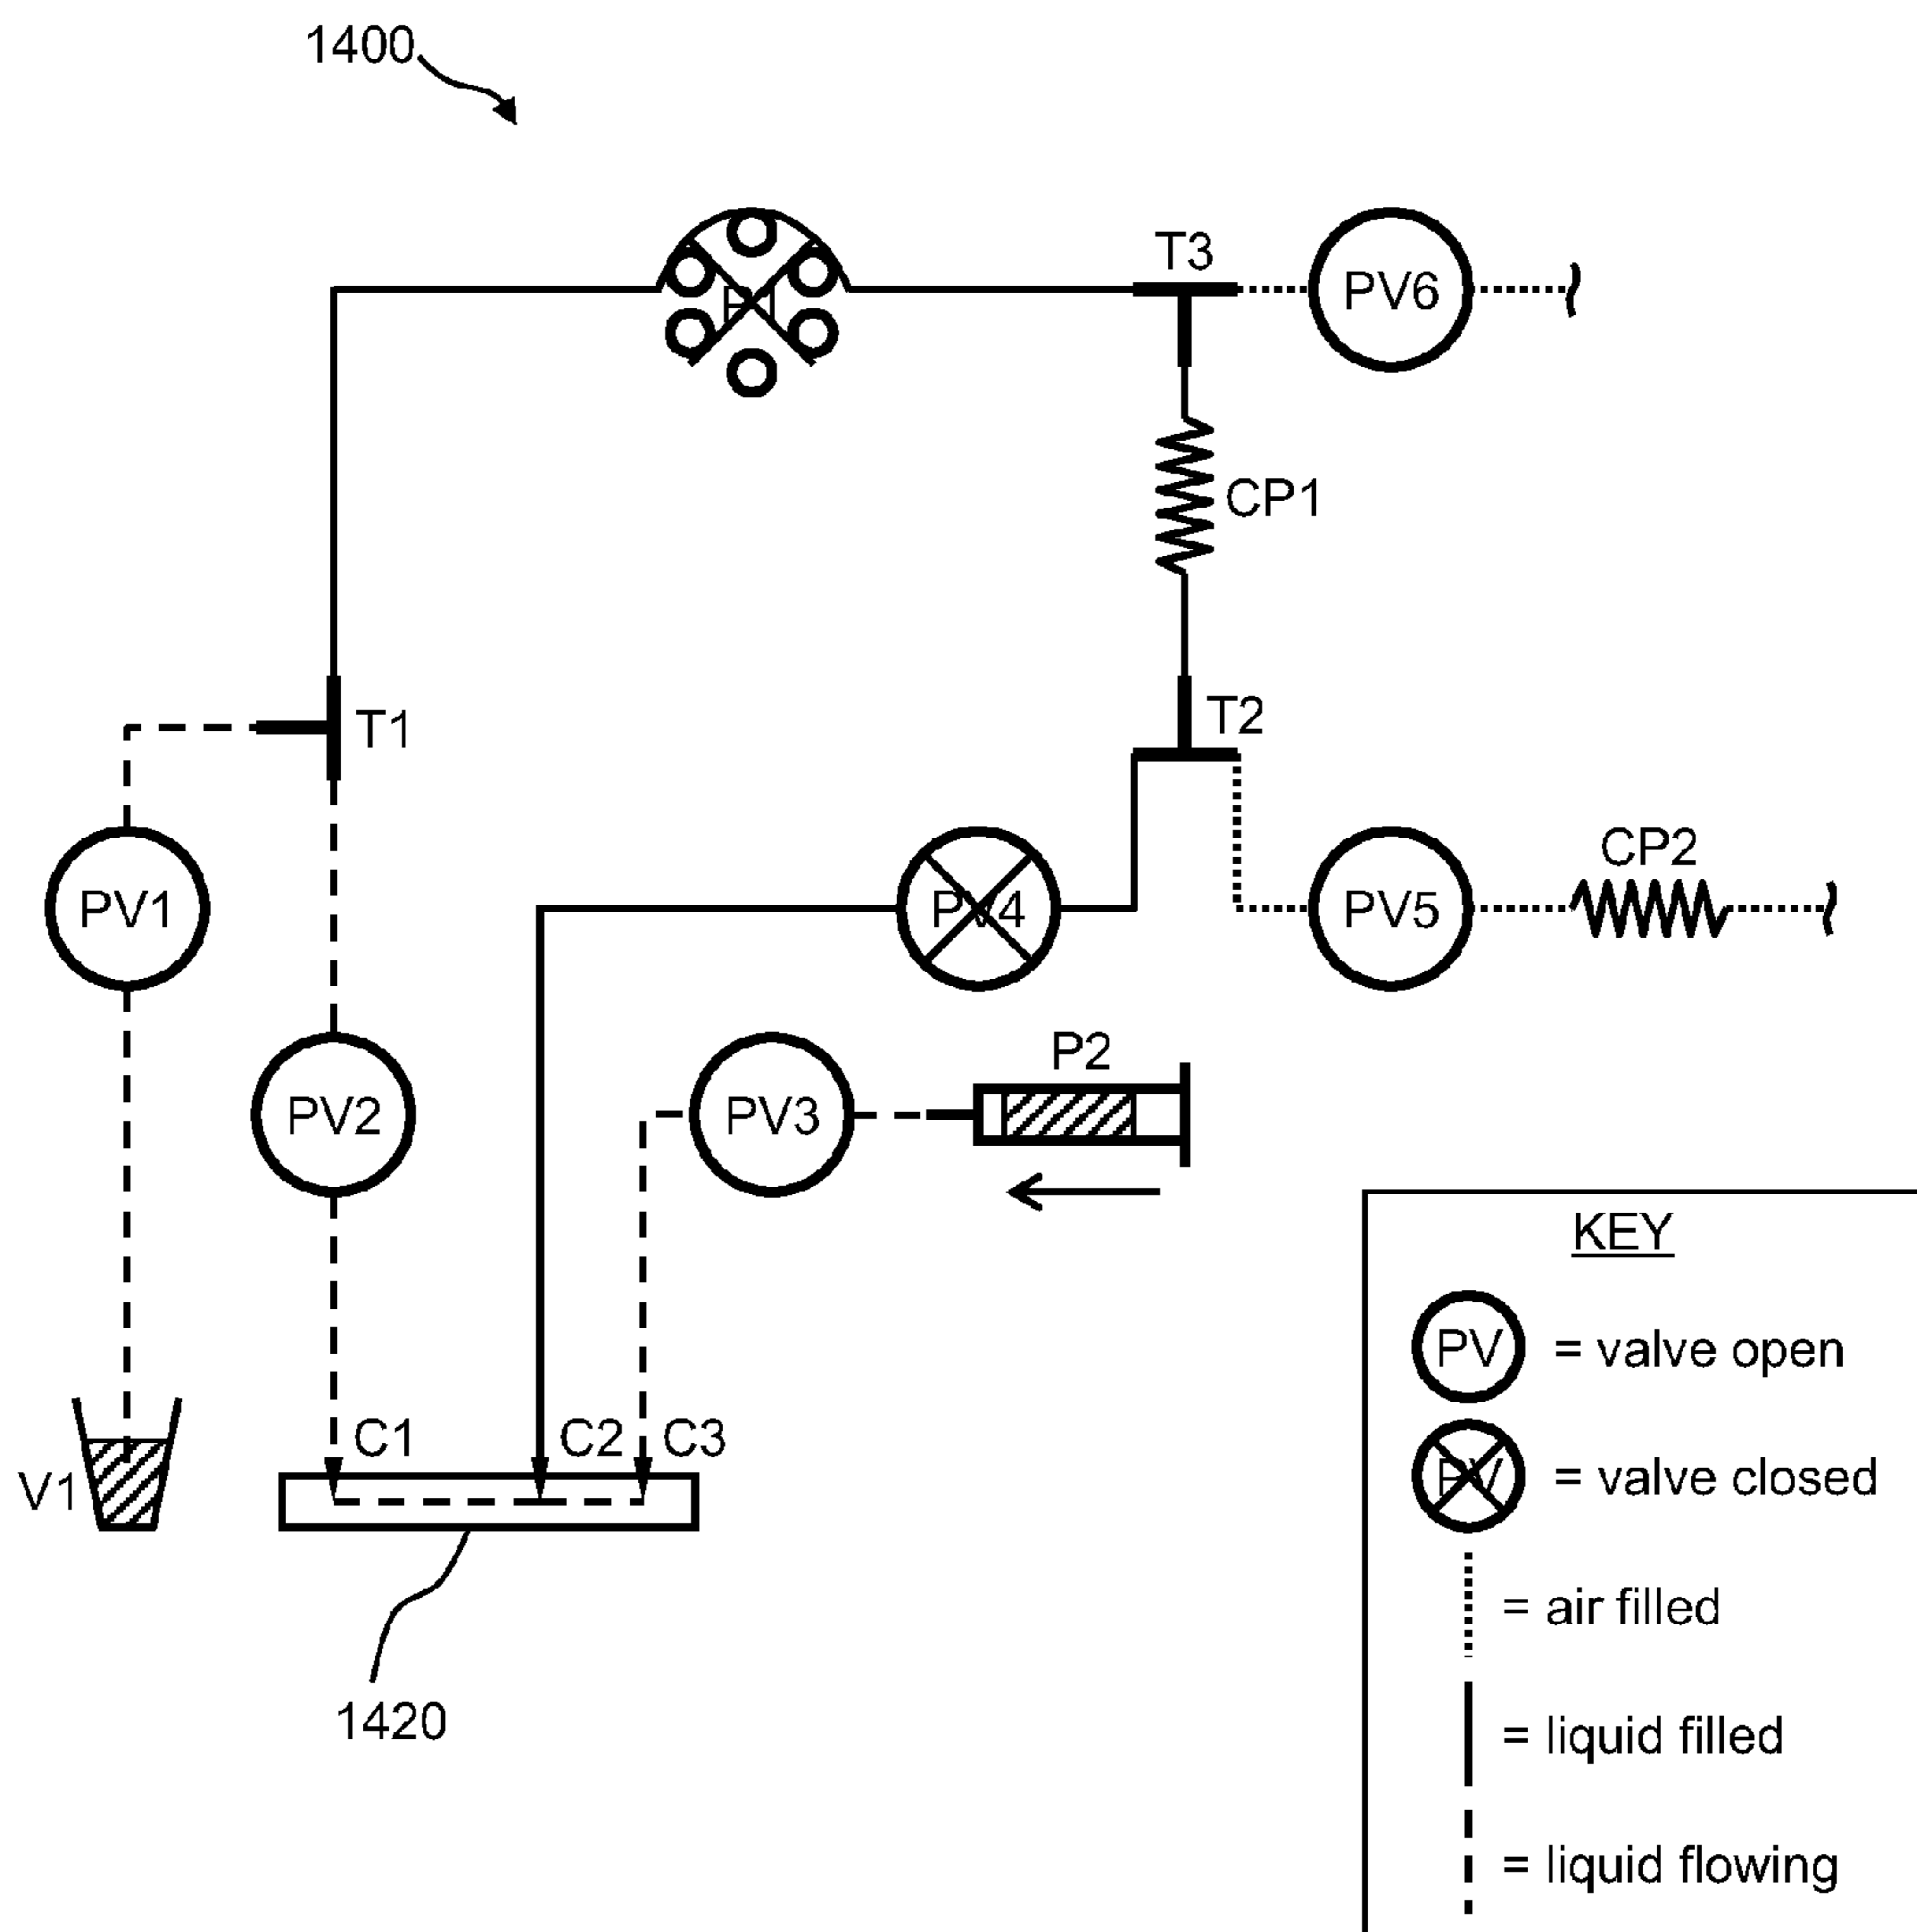 1400
T3
PV6
P1
CP1
T1
T2
PV1
PV4
PV5
CP2
PV2
PV3
P2
V1
C1
C2
C3
1420
KEY
PV = valve open
PV = valve closed
= air filled
= liquid filled
= liquid flowing